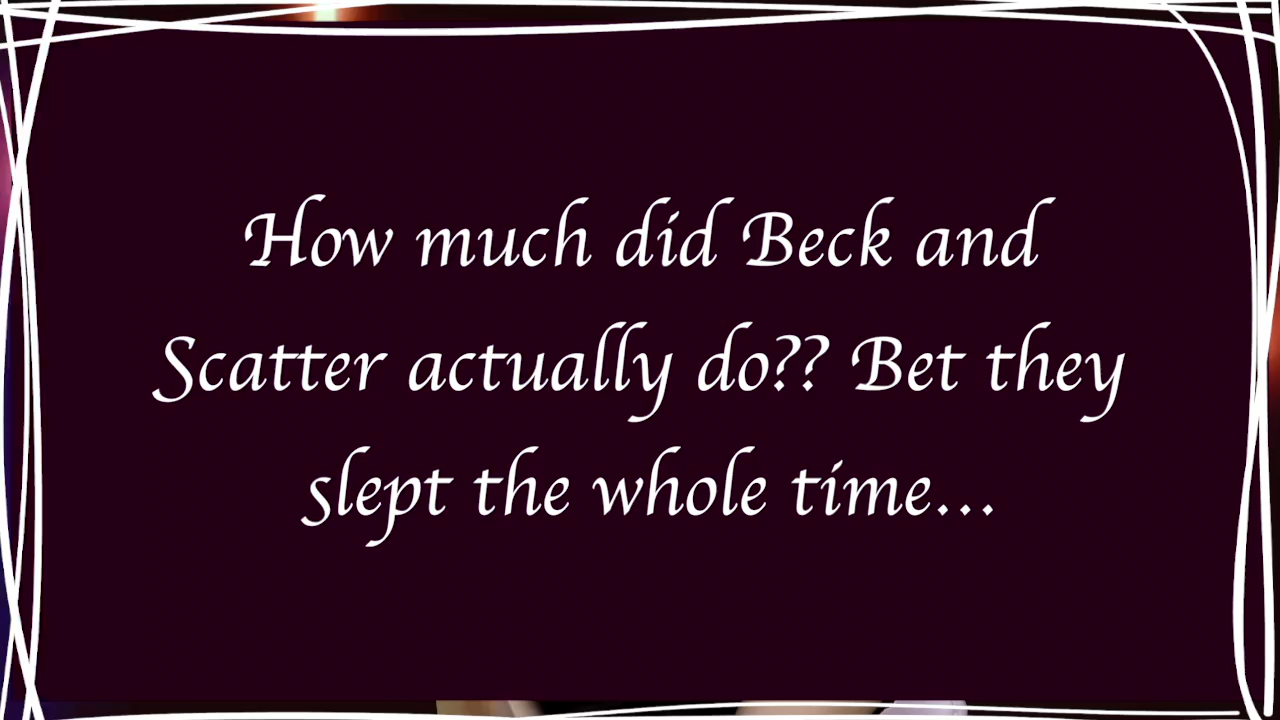 How much did Beck and
Scatter actually do?? Bet they
slept the whole time...